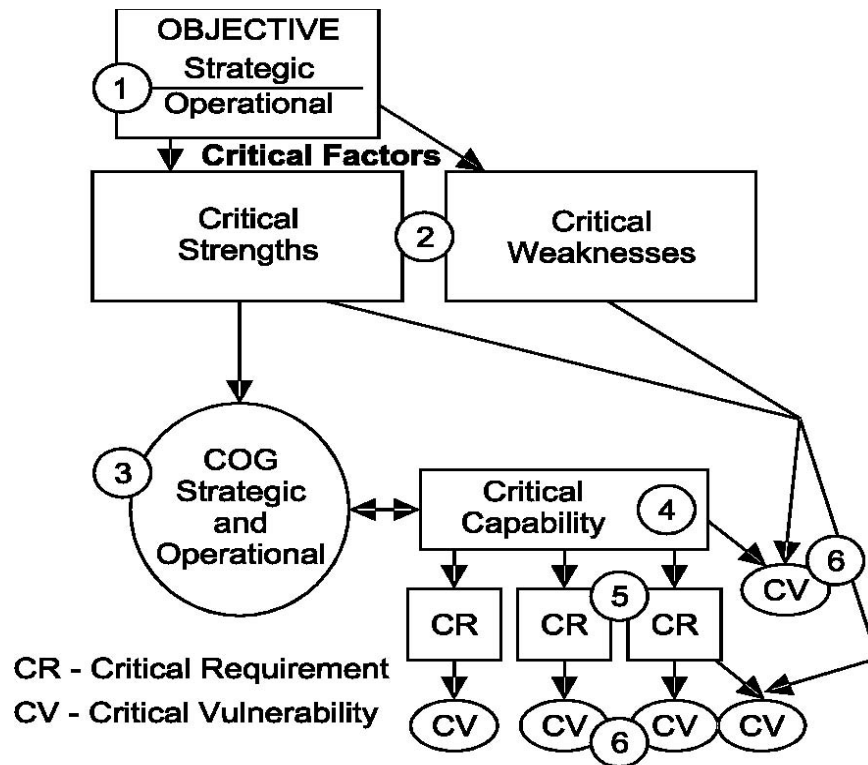 OBJECTIVE
Strategic
1
Operational
Critical Factors
Critical
Strengths
2
Critical
Weaknesses
3
COG
Strategic
and
Operational
Critical
Capability
4
6
CV
CR
CR
5
CR
CR - Critical Requirement
CV - Critical Vulnerability
CV
CV
6
CV
CV